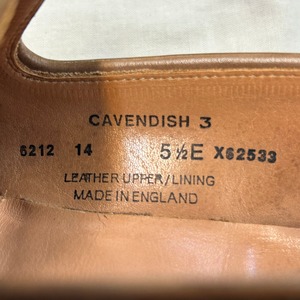 CAVENDISH 3
6212 14 5½E X62533
LEATHER UPPER/LINING
MADE IN ENGLAND